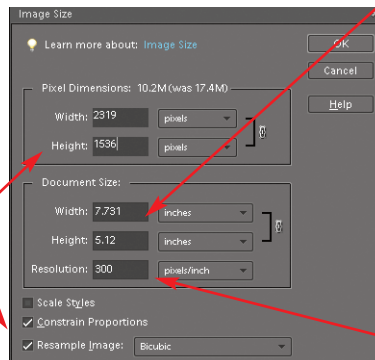 Image Size
Learn more about: Image Size
OK
Cancel
Help
Pixel Dimensions: 10.2M (was 17.4M)
Width: 2319 pixels
Height: 1536 pixels
Document Size:
Width: 7.731 inches
Height: 5.12 inches
Resolution: 300 pixels/inch
Scale Styles
Constrain Proportions
Resample Image: Bicubic